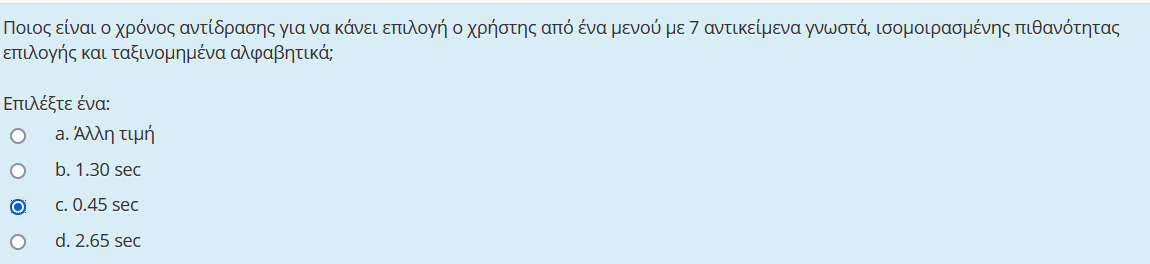 Ποιος είναι ο χρόνος αντίδρασης για να κάνει επιλογή ο χρήστης από ένα μενού με 7 αντικείμενα γνωστά, ισομοιρασμένης πιθανότητας
επιλογής και ταξινομημένα αλφαβητικά;
Επιλέξτε ένα:
a. Άλλη τιμή
b. 1.30 sec
c. 0.45 sec
d. 2.65 sec